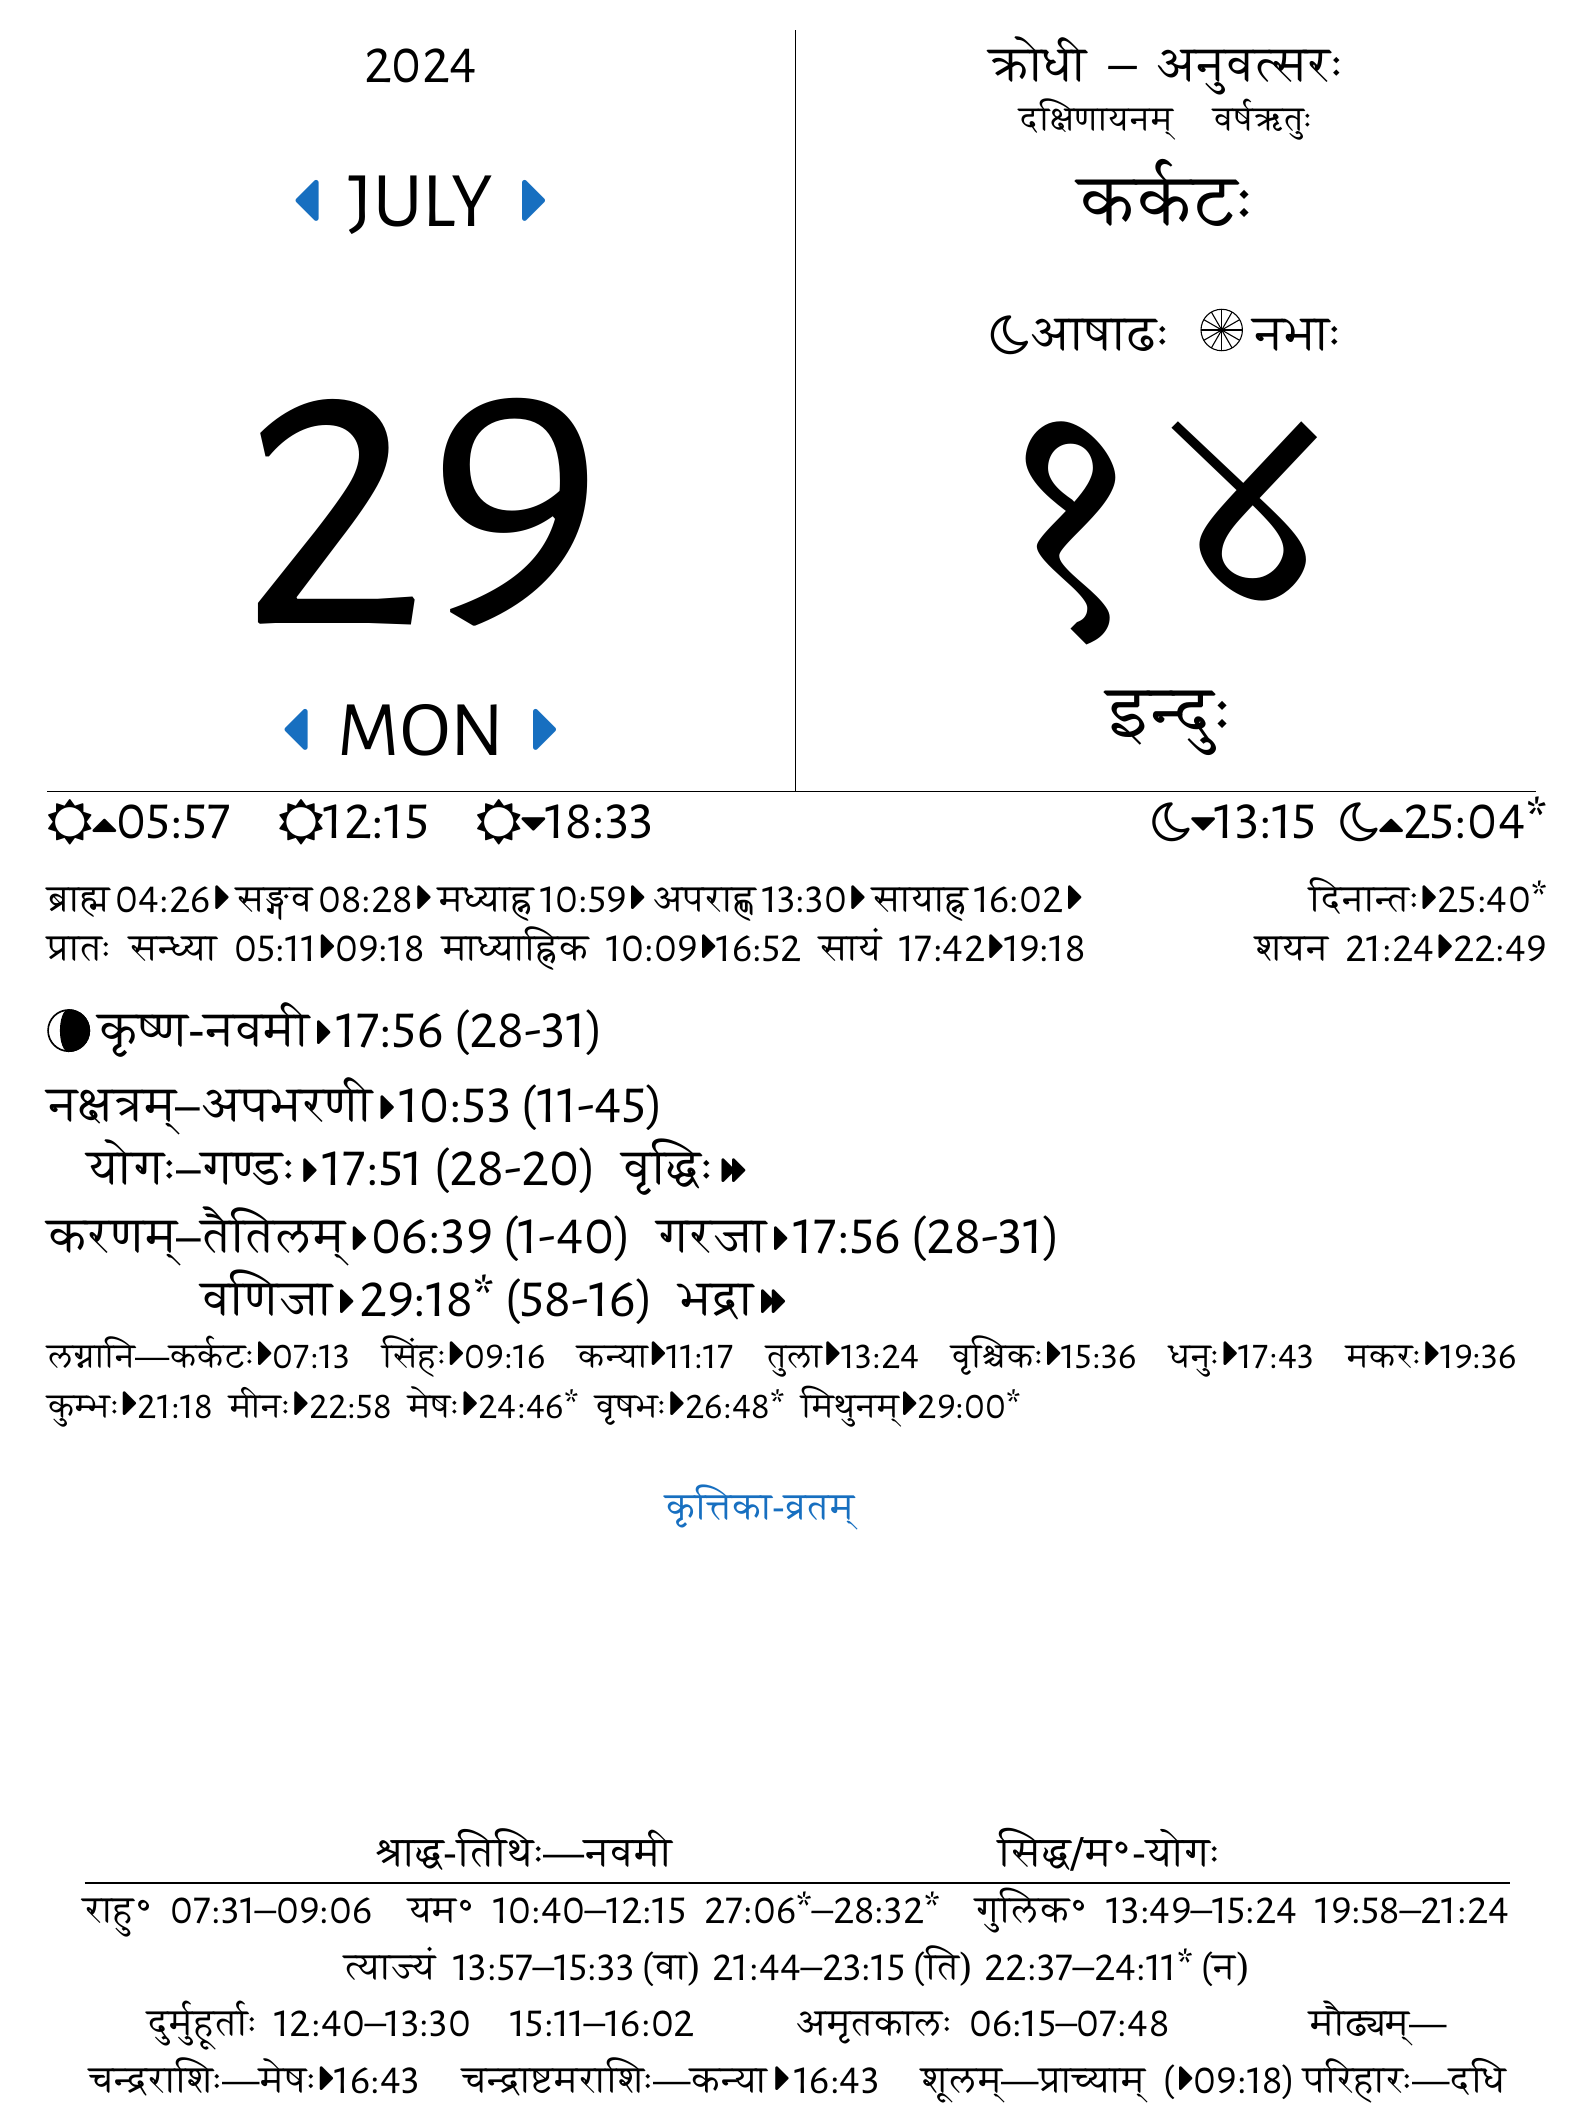 2024
JULY
29
MON
क्रोधी – अनुवत्सरः
दक्षिणायनम् वर्षऋतुः
कर्कटः
आषाढः नभाः
१४
इन्दुः
05:57 12:15 18:33 13:15 25:04*
ब्राह्म 04:26 सङ्गव 08:28 मध्याह्न 10:59 अपराह्ण 13:30 सायाह्न 16:02 दिनान्तः 25:40*
प्रातः सन्ध्या 05:11 09:18 माध्याह्निक 10:09 16:52 सायं 17:42 19:18 शयन 21:24 22:49
कृष्ण-नवमी 17:56 (28-31)
नक्षत्रम्–अपभरणी 10:53 (11-45)
योगः–गण्डः 17:51 (28-20) वृद्धिः
करणम्–तैतिलम् 06:39 (1-40) गरजा 17:56 (28-31)
वणिजा 29:18* (58-16) भद्रा
लग्नानि—कर्कटः 07:13 सिंहः 09:16 कन्या 11:17 तुला 13:24 वृश्चिकः 15:36 धनुः 17:43 मकरः 19:36
कुम्भः 21:18 मीनः 22:58 मेषः 24:46* वृषभः 26:48* मिथुनम् 29:00*
कृत्तिका-व्रतम्
श्राद्ध-तिथिः—नवमी सिद्ध/म°-योगः
राहु° 07:31–09:06 यम° 10:40–12:15 27:06*–28:32* गुलिक° 13:49–15:24 19:58–21:24
त्याज्यं 13:57–15:33 (वा) 21:44–23:15 (ति) 22:37–24:11* (न)
दुर्मुहूर्ताः 12:40–13:30 15:11–16:02 अमृतकालः 06:15–07:48 मौढ्यम्—
चन्द्रराशिः—मेषः 16:43 चन्द्राष्टमराशिः—कन्या 16:43 शूलम्—प्राच्याम् ( 09:18) परिहारः—दधि